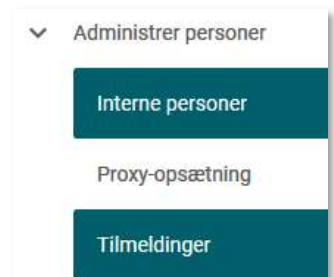 Administrer personer
Interne personer
Proxy-opsætning
Tilmeldinger